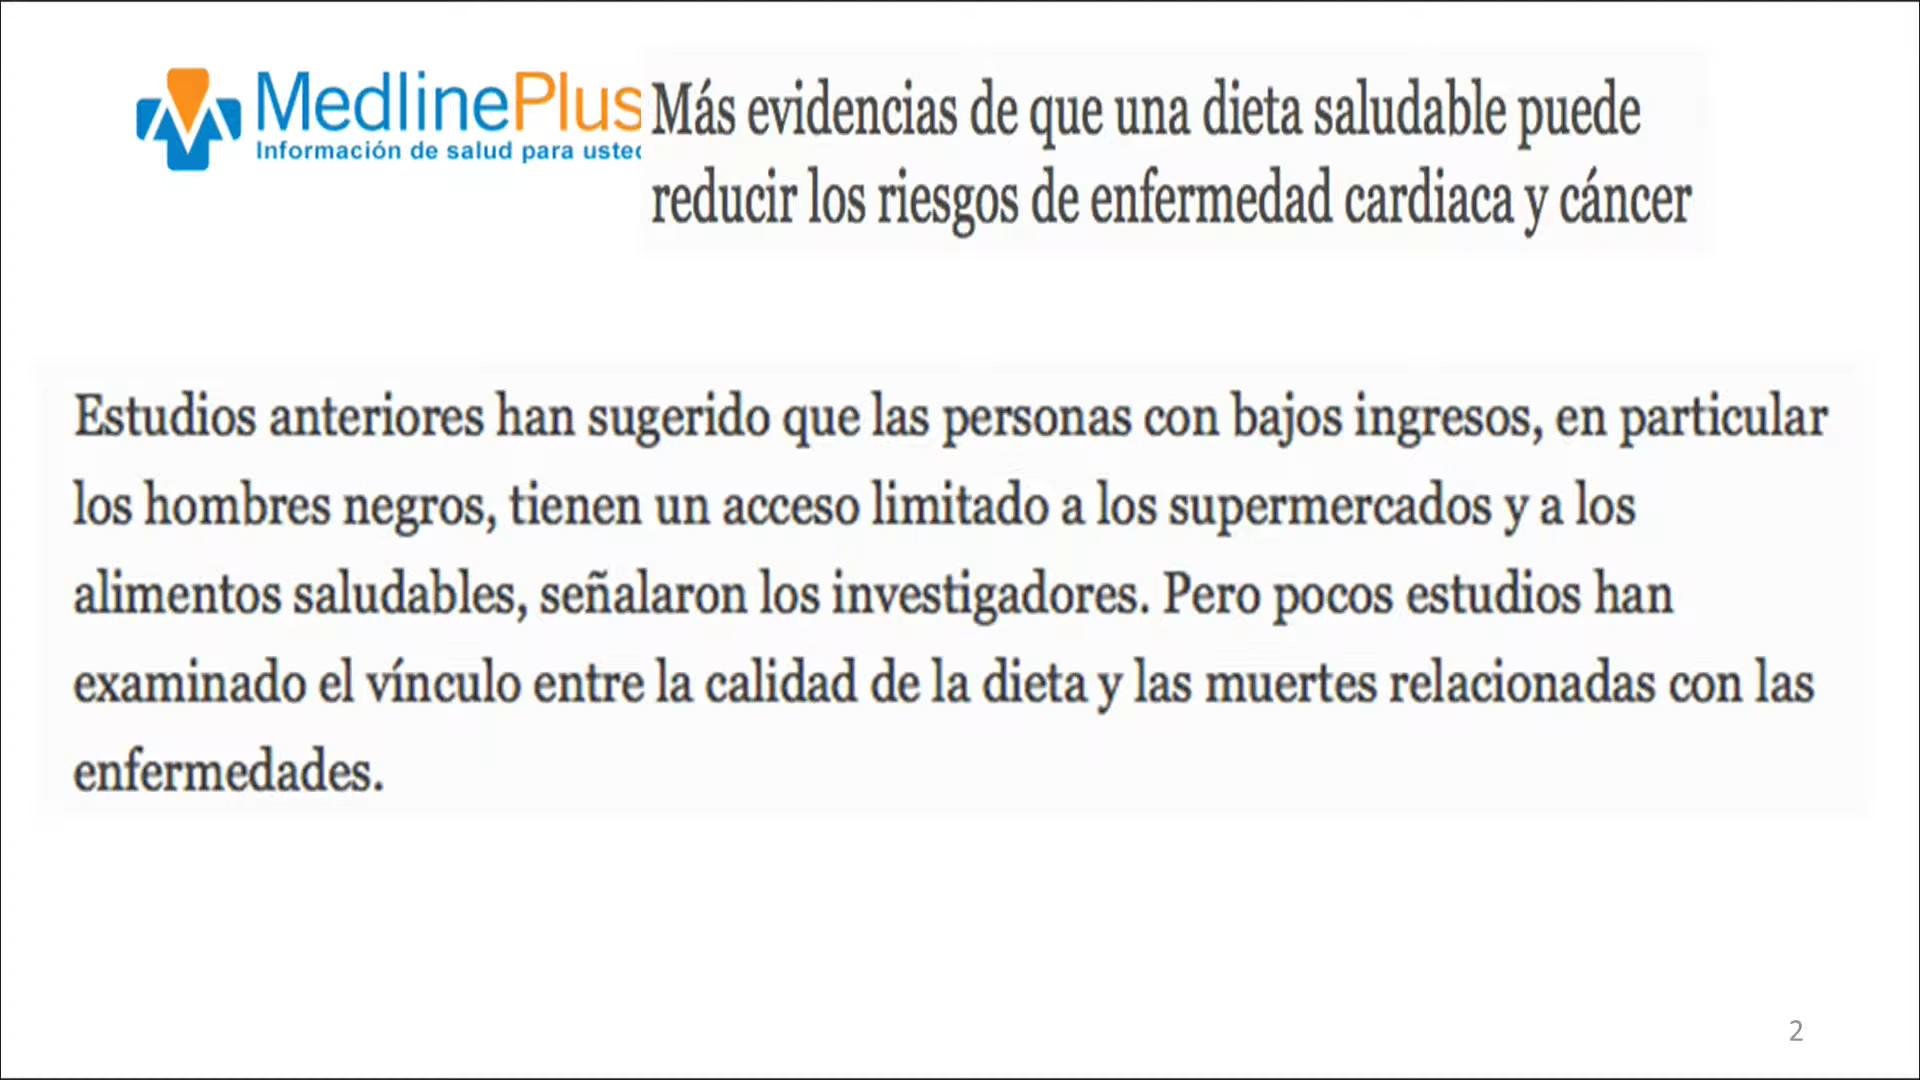 MedlinePlus
Información de salud para usted
Más evidencias de que una dieta saludable puede
reducir los riesgos de enfermedad cardiaca y cáncer
Estudios anteriores han sugerido que las personas con bajos ingresos, en particular
los hombres negros, tienen un acceso limitado a los supermercados y a los
alimentos saludables, señalaron los investigadores. Pero pocos estudios han
examinado el vínculo entre la calidad de la dieta y las muertes relacionadas con las
enfermedades.
2